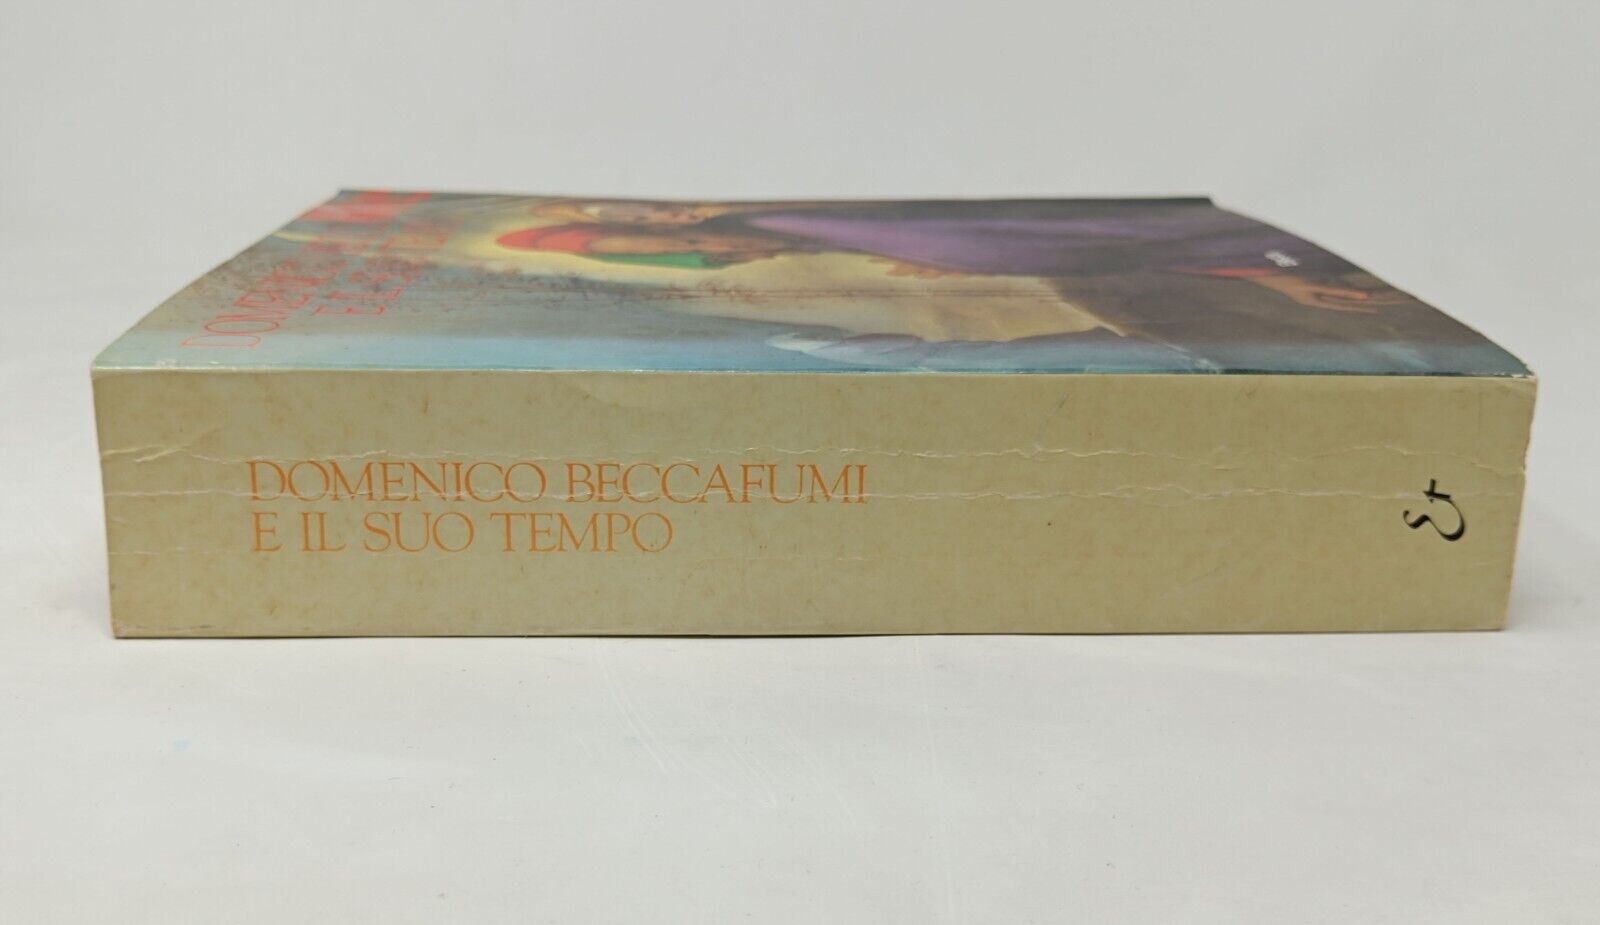 DOMENICO BECCAFUMI
E IL SUO TEMPO